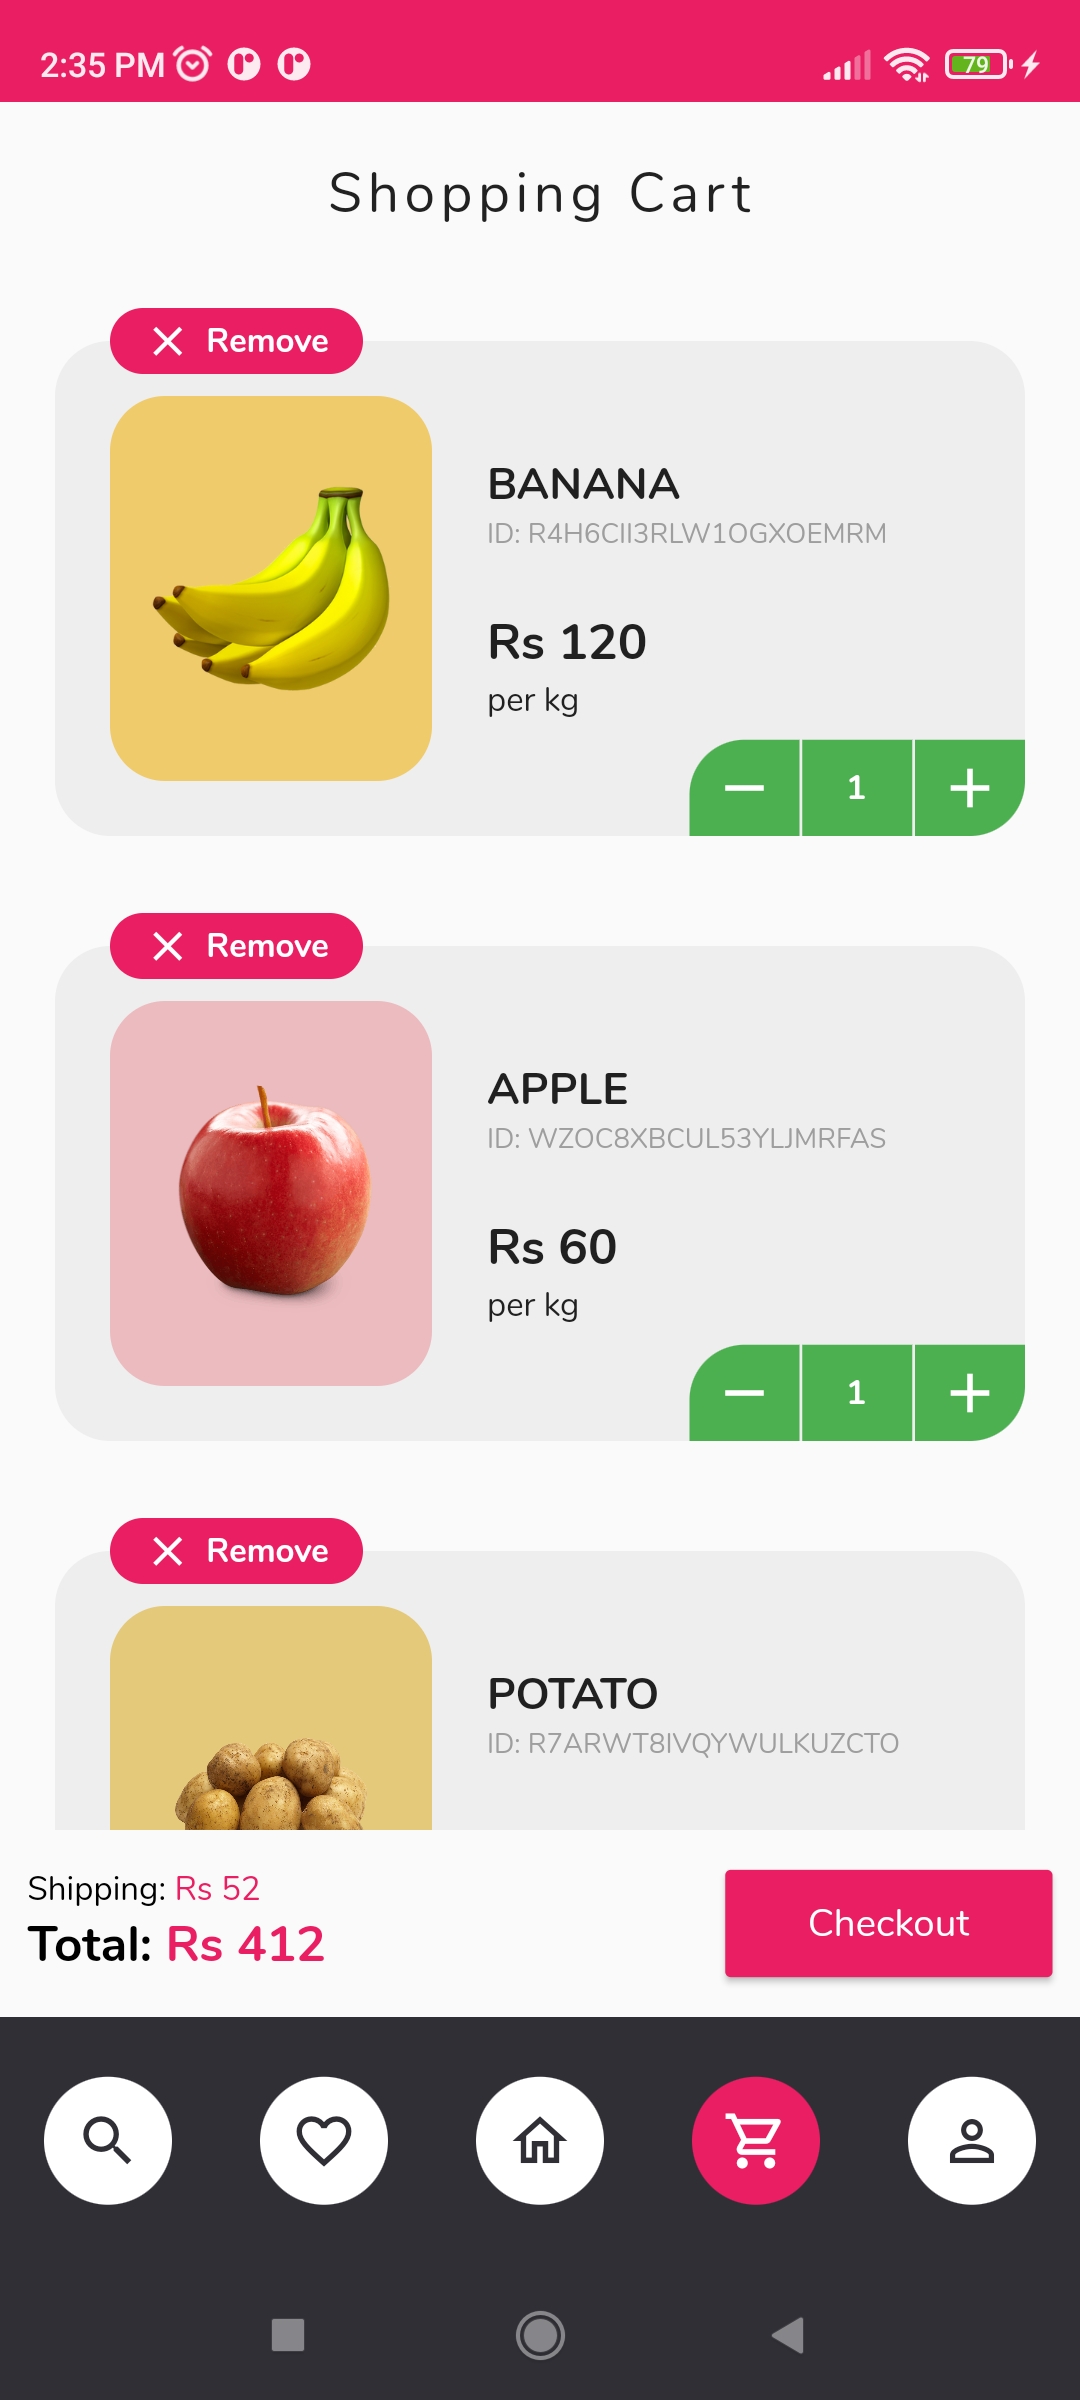 2:35 PM
79
Shopping Cart
Remove
BANANA
ID: R4H6CII3RLW1OGXOEMRM
Rs 120
per kg
1
Remove
APPLE
ID: WZOC8XBCUL53YLJMRFAS
Rs 60
per kg
1
Remove
POTATO
ID: R7ARWT8IVQYWULKUZCTO
Shipping: Rs 52
Total: Rs 412
Checkout